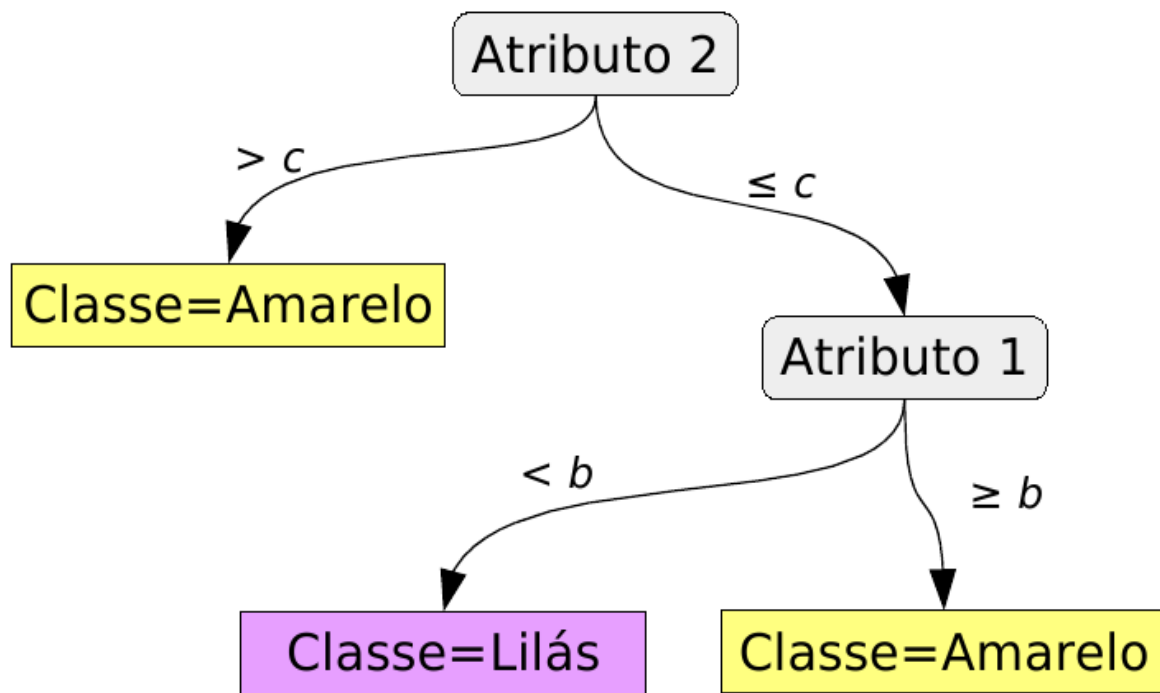 Atributo 2
> c
≤ c
Classe=Amarelo
Atributo 1
< b
≥ b
Classe=Lilás
Classe=Amarelo